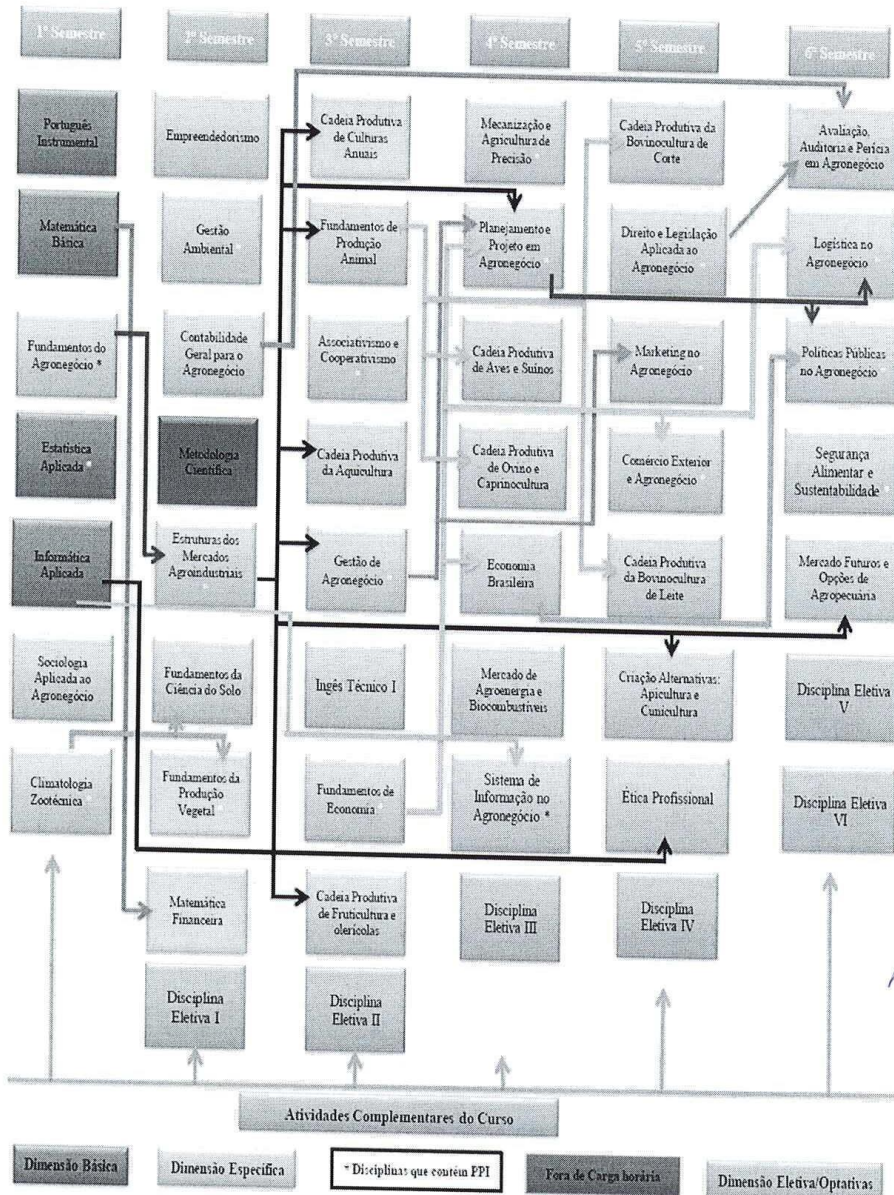 1º Semestre
2º Semestre
3º Semestre
4º Semestre
5º Semestre
6º Semestre
Português
Instrumental
Empreendedorismo
Cadeia Produtiva
de Culturas
Anuais
Mecanização e
Agricultura de
Precisão
Cadeia Produtiva da
Bovinocultura de
Corte
Avaliação,
Auditoria e Perícia
em Agronegócio
Matemática
Básica
Gestão
Ambiental
Fundamentos de
Produção
Animal
Planejamento e
Projeto em
Agronegócio
Direito e Legislação
Aplicada ao
Agronegócio
Logística no
Agronegócio
Fundamentos do
Agronegócio *
Contabilidade
Geral para o
Agronegócio
Associativismo e
Cooperativismo
Cadeia Produtiva
de Aves e Suínos
Marketing no
Agronegócio
Políticas Públicas
no Agronegócio
Estatística
Aplicada
Metodologia
Científica
Cadeia Produtiva
da Aquicultura
Cadeia Produtiva
de Ovino e
Caprinocultura
Comércio Exterior
e Agronegócio
Segurança
Alimentar e
Sustentabilidade
Informática
Aplicada
Estruturas dos
Mercados
Agroindustriais
Gestão de
Agronegócio
Economia
Brasileira
Cadeia Produtiva
da Bovinocultura
de Leite
Mercado Futuros e
Opções de
Agropecuária
Sociologia
Aplicada ao
Agronegócio
Fundamentos da
Ciência do Solo
Ingês Técnico I
Mercado de
Agroenergia e
Biocombustíveis
Criação Alternativas:
Apicultura e
Cunicultura
Disciplina Eletiva
V
Climatologia
Zootécnica
Fundamentos da
Produção
Vegetal
Fundamentos de
Economia
Sistema de
Informação no
Agronegócio *
Ética Profissional
Disciplina Eletiva
VI
Matemática
Financeira
Cadeia Produtiva
de Fruticultura e
olerícolas
Disciplina
Eletiva III
Disciplina
Eletiva IV
Disciplina
Eletiva I
Disciplina
Eletiva II
Atividades Complementares do Curso
Dimensão Básica
Dimensão Específica
* Disciplinas que contém PPI
Fora de Carga horária
Dimensão Eletiva/Optativas